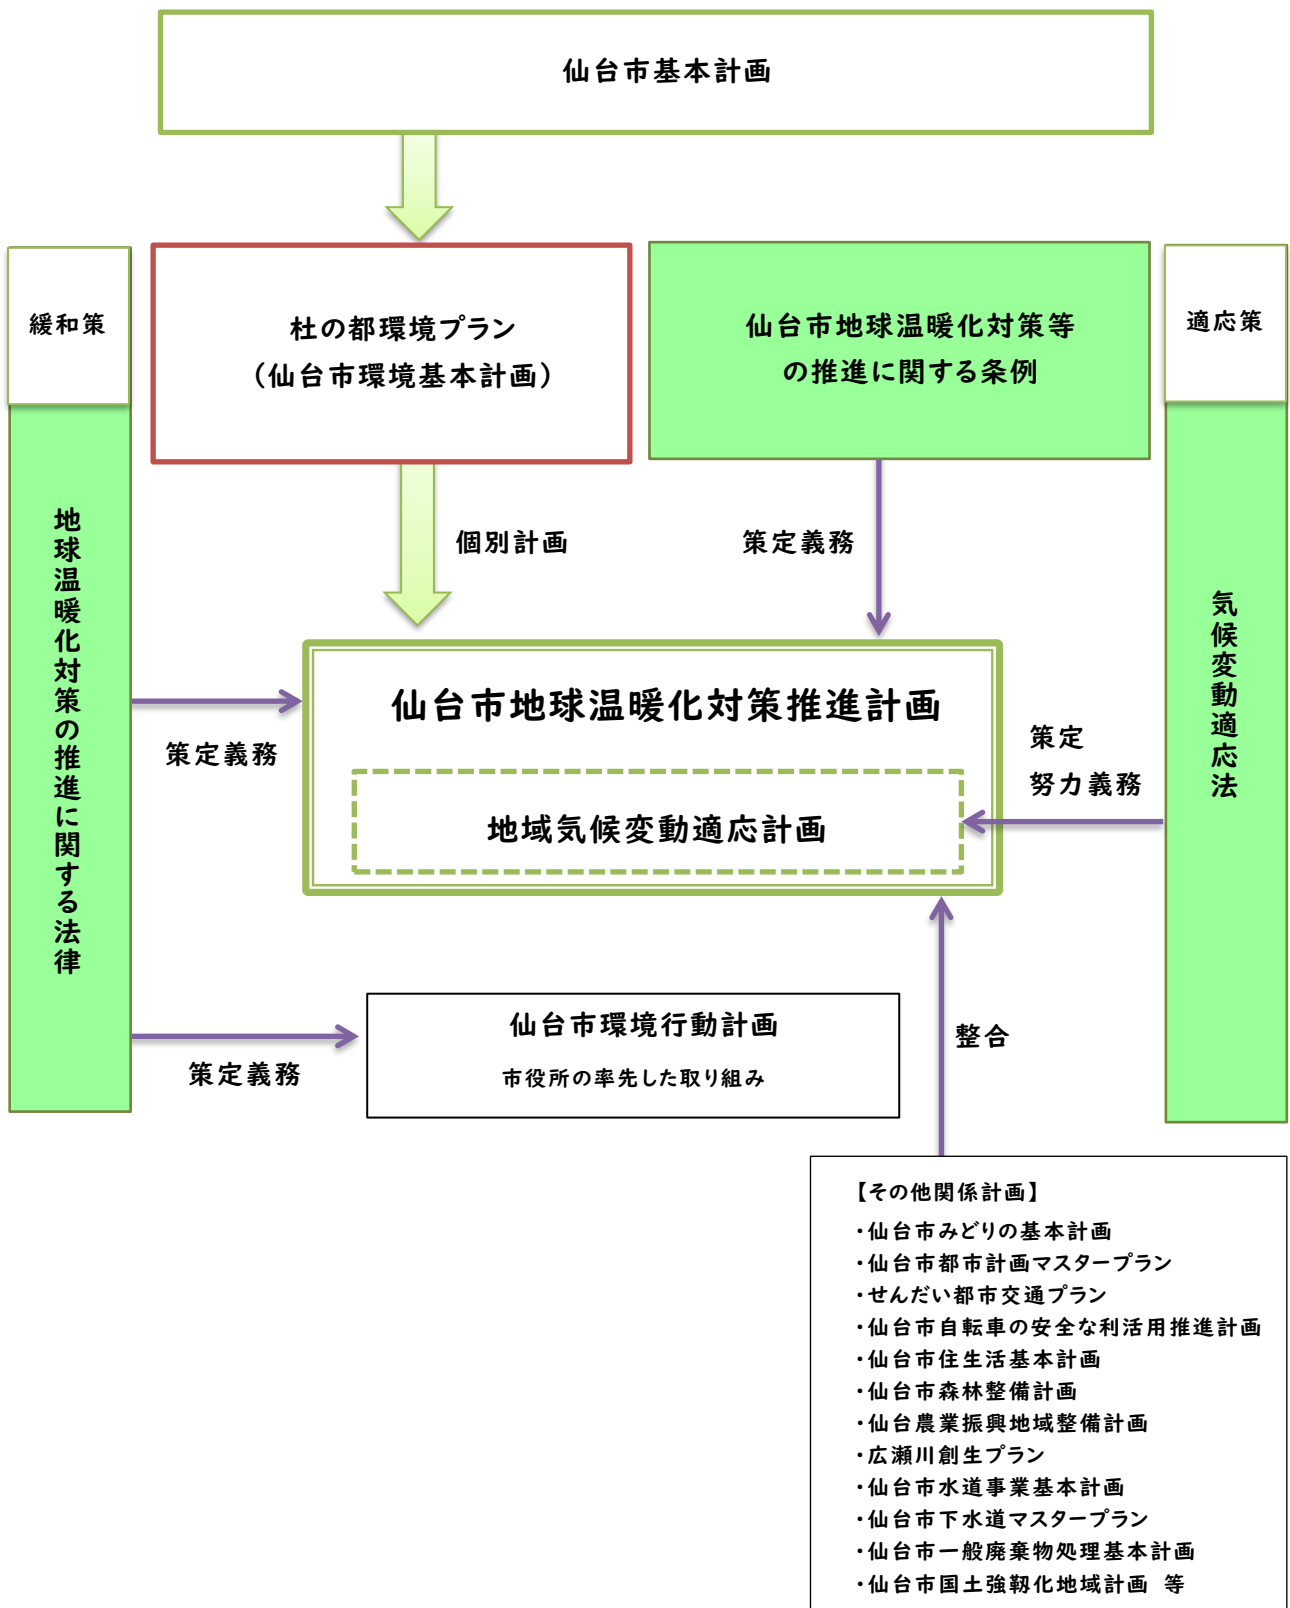 仙台市基本計画
緩和策
杜の都環境プラン
（仙台市環境基本計画）
仙台市地球温暖化対策等
の推進に関する条例
適応策
地球温暖化対策の推進に関する法律
個別計画
策定義務
気候変動適応法
仙台市地球温暖化対策推進計画
策定義務
策定
努力義務
地域気候変動適応計画
仙台市環境行動計画
市役所の率先した取り組み
策定義務
整合
【その他関係計画】
・仙台市みどりの基本計画
・仙台市都市計画マスタープラン
・せんだい都市交通プラン
・仙台市自転車の安全な利活用推進計画
・仙台市住生活基本計画
・仙台市森林整備計画
・仙台農業振興地域整備計画
・広瀬川創生プラン
・仙台市水道事業基本計画
・仙台市下水道マスタープラン
・仙台市一般廃棄物処理基本計画
・仙台市国土強靱化地域計画 等